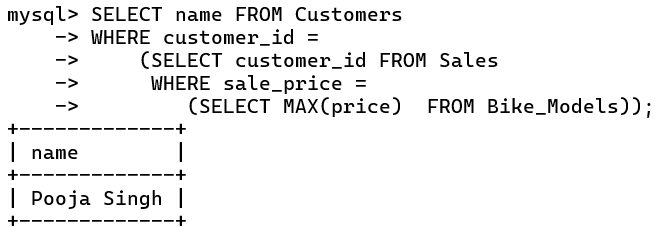 mysql> SELECT name FROM Customers
    -> WHERE customer_id =
    ->     (SELECT customer_id FROM Sales
    ->      WHERE sale_price =
    ->         (SELECT MAX(price)  FROM Bike_Models));
+-------------+
| name        |
+-------------+
| Pooja Singh |
+-------------+